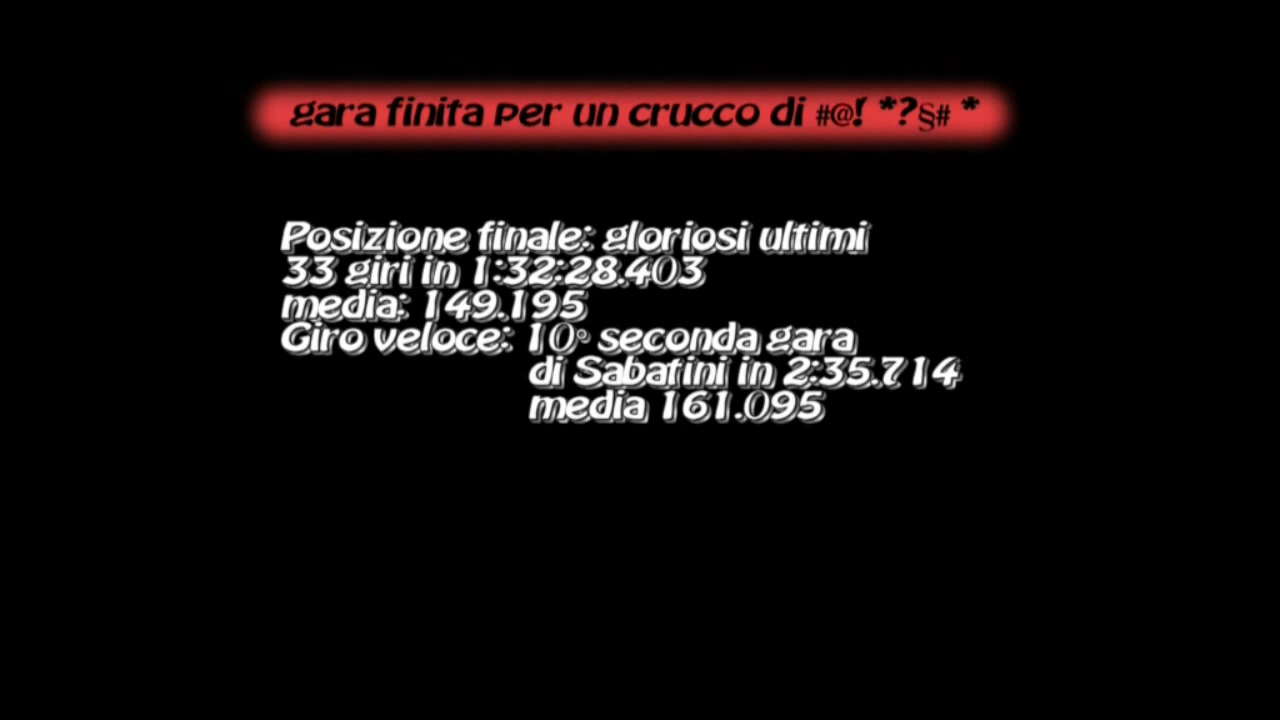 gara finita per un crucco di #@! *?§# *
Posizione finale: gloriosi ultimi
33 giri in 1:32:28.403
media: 149.195
Giro veloce: 10° seconda gara
di Sabatini in 2:35.714
media 161.095